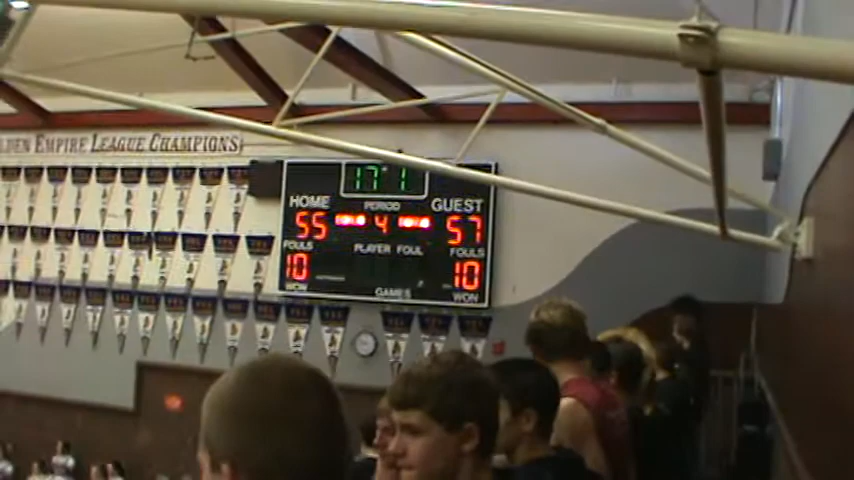 LDEN EMPIRE LEAGUE CHAMPIONS
17.1
HOME PERIOD GUEST
55 4 57
FOULS PLAYER FOUL FOULS
10 10
WON GAMES WON